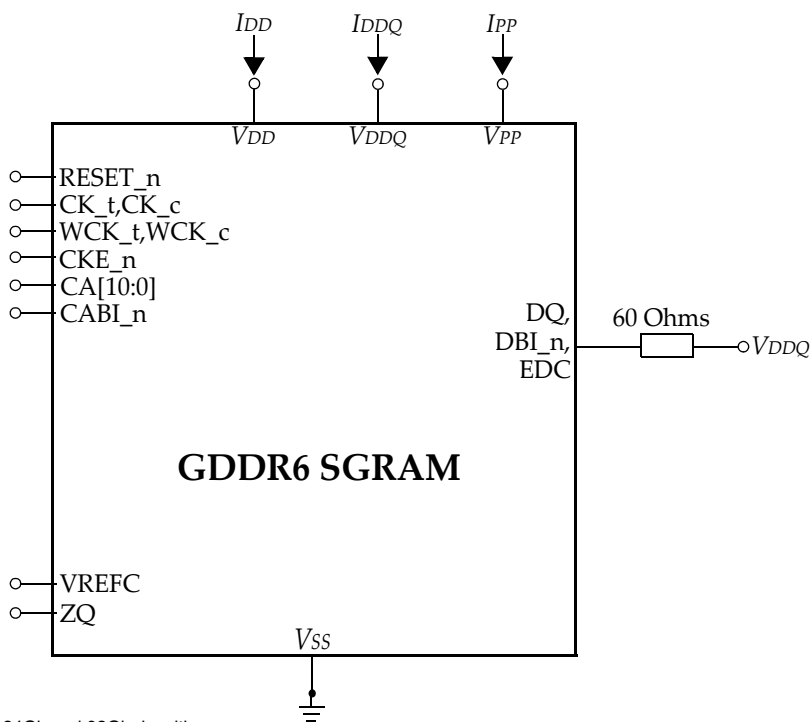 IDD IDDQ IPP
VDD VDDQ VPP
RESET_n
CK_t,CK_c
WCK_t,WCK_c
CKE_n
CA[10:0]
CABI_n
DQ,
DBI_n,
EDC
60 Ohms
VDDQ
GDDR6 SGRAM
VREFC
ZQ
VSS